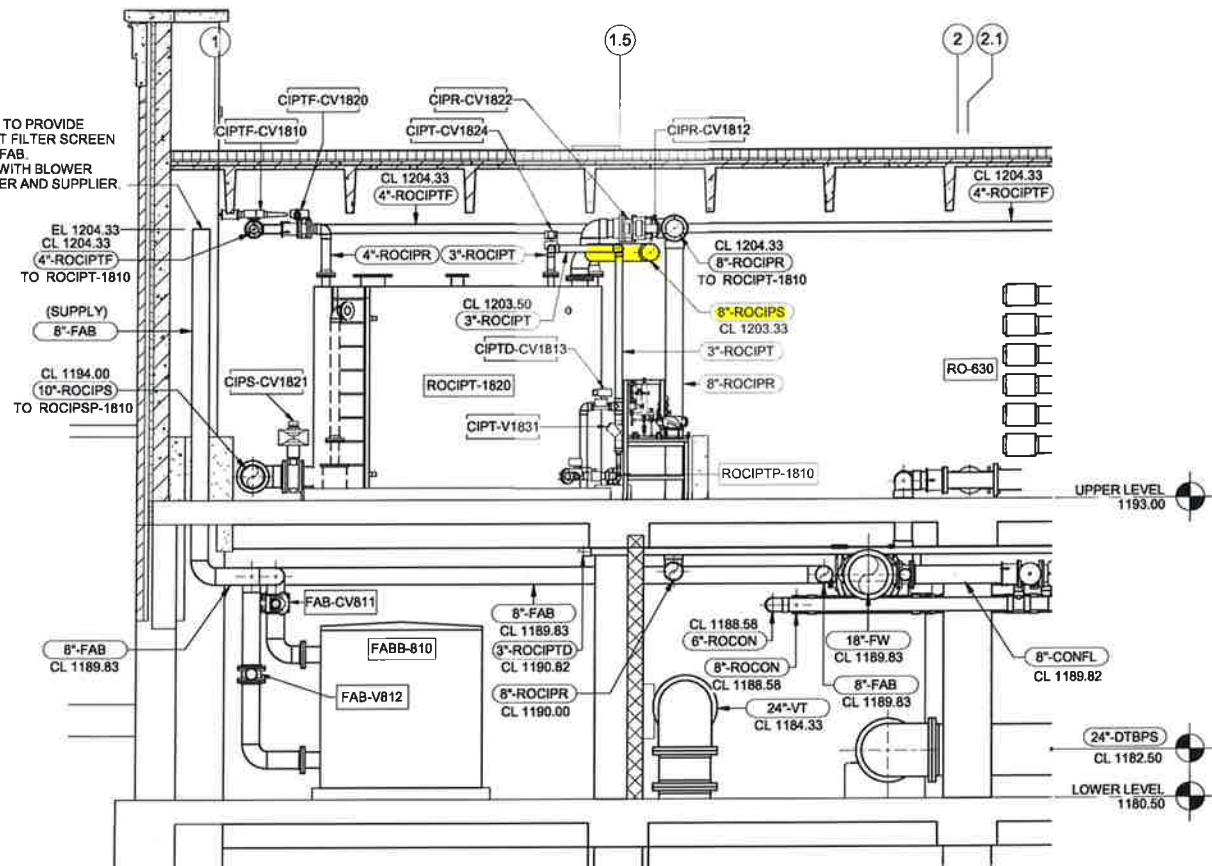 1
1.5
2
2.1
CIPTF-CV1820
CIPR-CV1822
CIPTF-CV1810
CIPT-CV1824
CIPR-CV1812
TO PROVIDE
FILTER SCREEN
FAB.
WITH BLOWER
AND SUPPLIER.
CL 1204.33
4"-ROCIPTF
CL 1204.33
4"-ROCIPTF
EL 1204.33
CL 1204.33
4"-ROCIPTF
TO ROCIPT-1810
4"-ROCIPR
3"-ROCIPT
CL 1204.33
8"-ROCIPR
TO ROCIPT-1810
(SUPPLY)
8"-FAB
CL 1203.50
3"-ROCIPT
8"-ROCIPS
CL 1203.33
CIPTD-CV1813
3"-ROCIPT
CL 1194.00
10"-ROCIPS
TO ROCIPSP-1810
CIPS-CV1821
ROCIPT-1820
8"-ROCIPR
RO-630
CIPT-V1831
ROCIPTP-1810
UPPER LEVEL
1193.00
FAB-CV811
8"-FAB
CL 1189.83
8"-FAB
CL 1189.83
3"-ROCIPTD
CL 1190.82
FABB-810
FAB-V812
8"-ROCIPR
CL 1190.00
CL 1188.58
6"-ROCON
8"-ROCON
CL 1188.58
18"-FW
CL 1189.83
8"-FAB
CL 1189.83
8"-CONFL
CL 1189.82
24"-VT
CL 1184.33
24"-DTBPS
CL 1182.50
LOWER LEVEL
1180.50